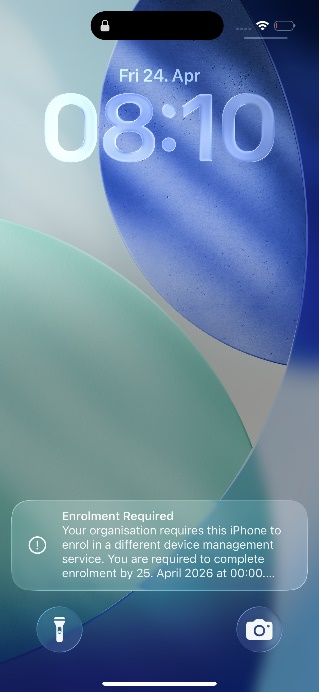 Fri 24. Apr
08:10
Enrolment Required
Your organisation requires this iPhone to
enrol in a different device management
service. You are required to complete
enrolment by 25. April 2026 at 00:00....